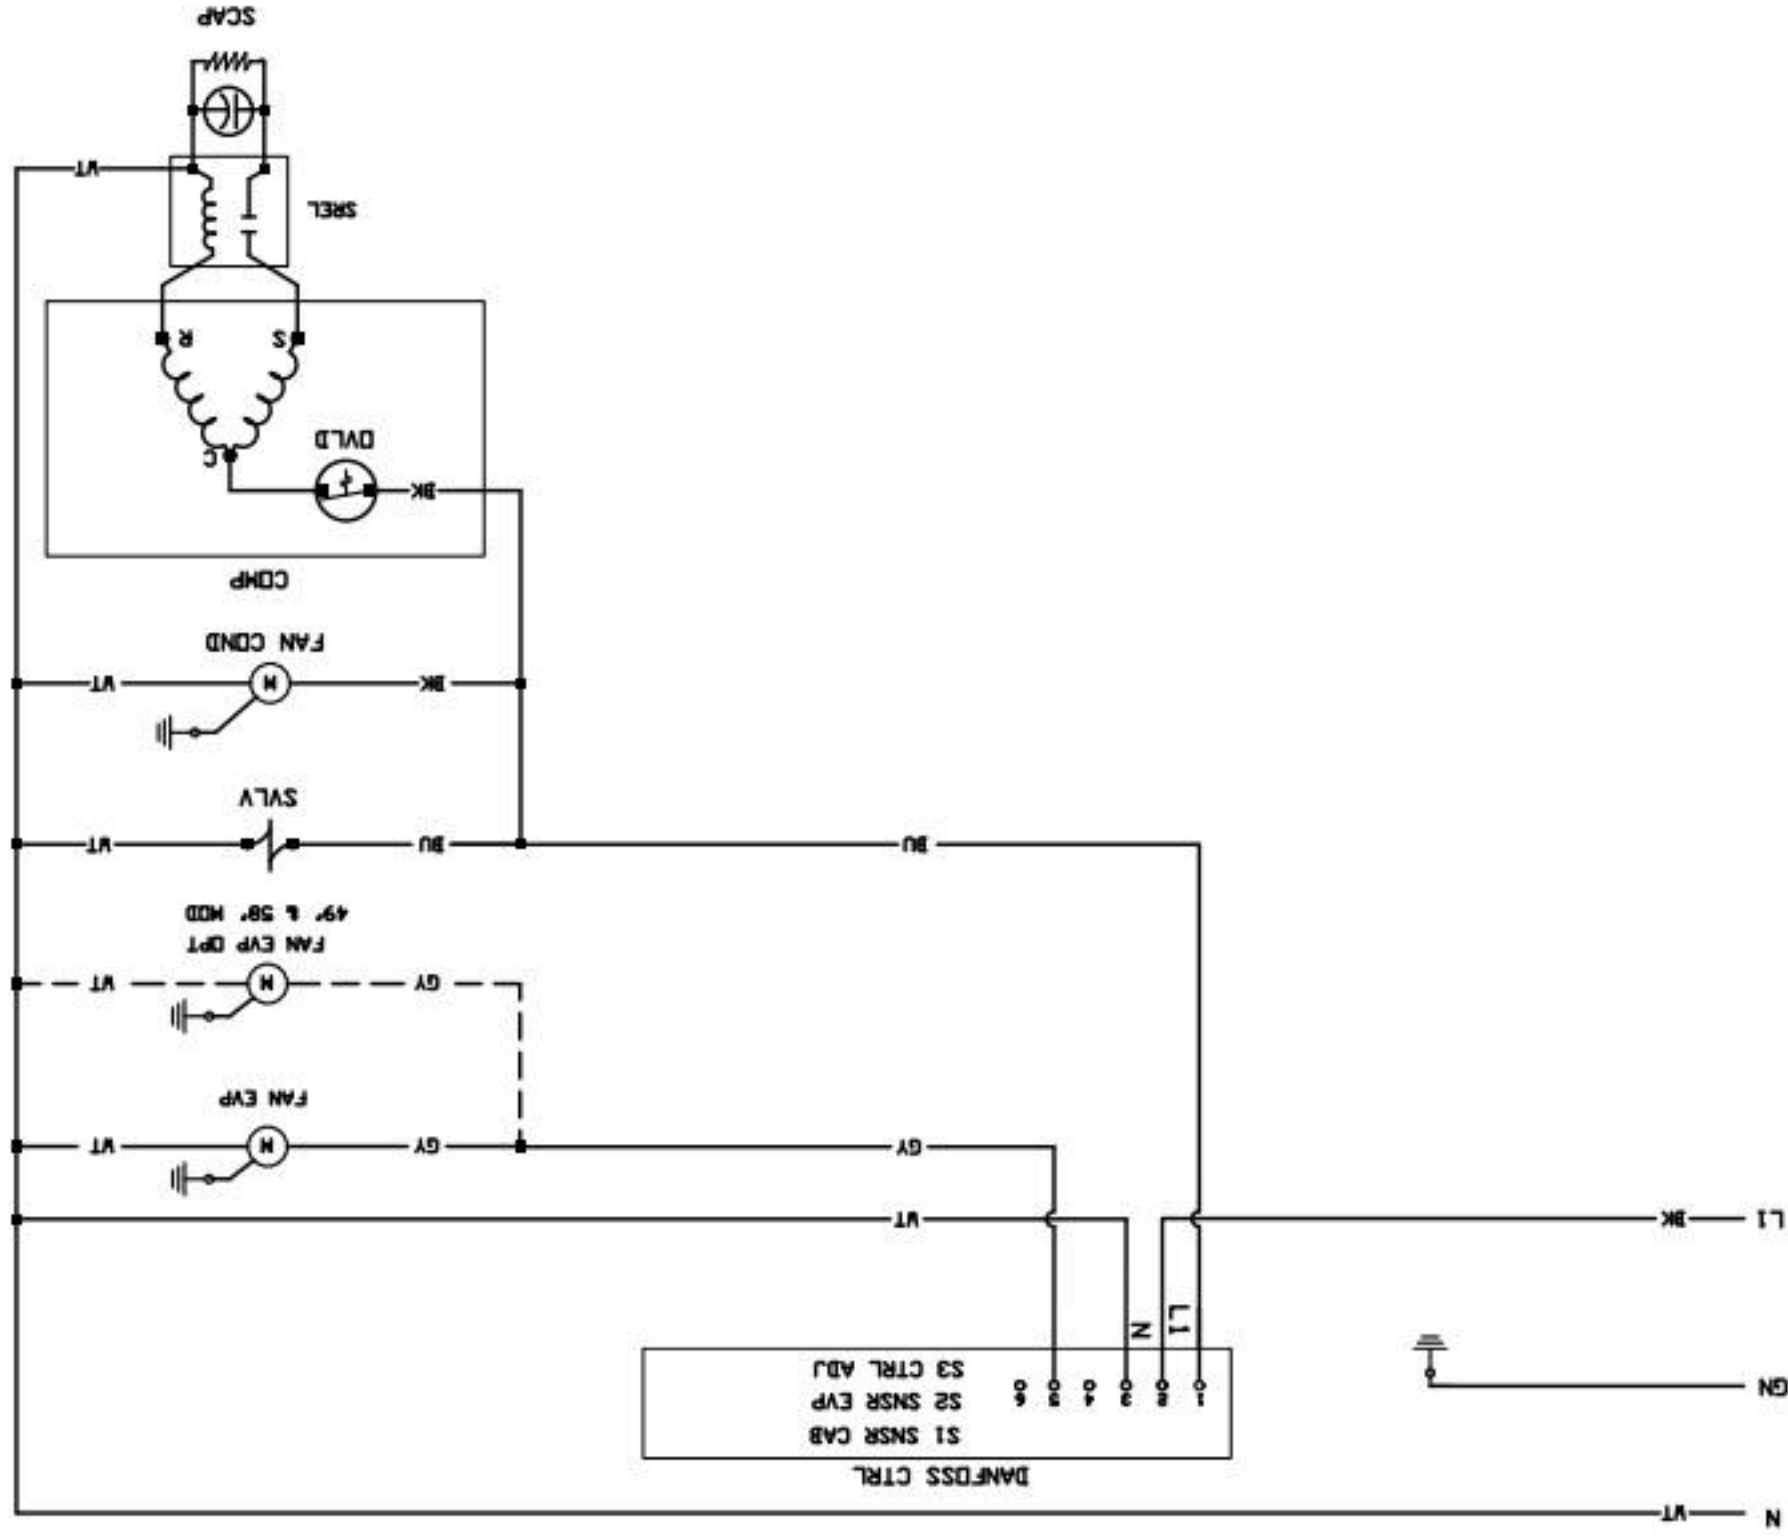 N WT
DANFOSS CTRL
S1 SNSR CAB
S2 SNSR EVP
S3 CTRL ADJ
1 2 3 4 5 6
GN
L1 N
L1 BK WT
GY GY WT
FAN EVP
M
GY WT
M
FAN EVP OPT
49" & 58" MOD
BU BU WT
SVLV
BK WT
M
FAN COND
COMP
BK
C
OVLD
S R
SREL
WT
SCAP